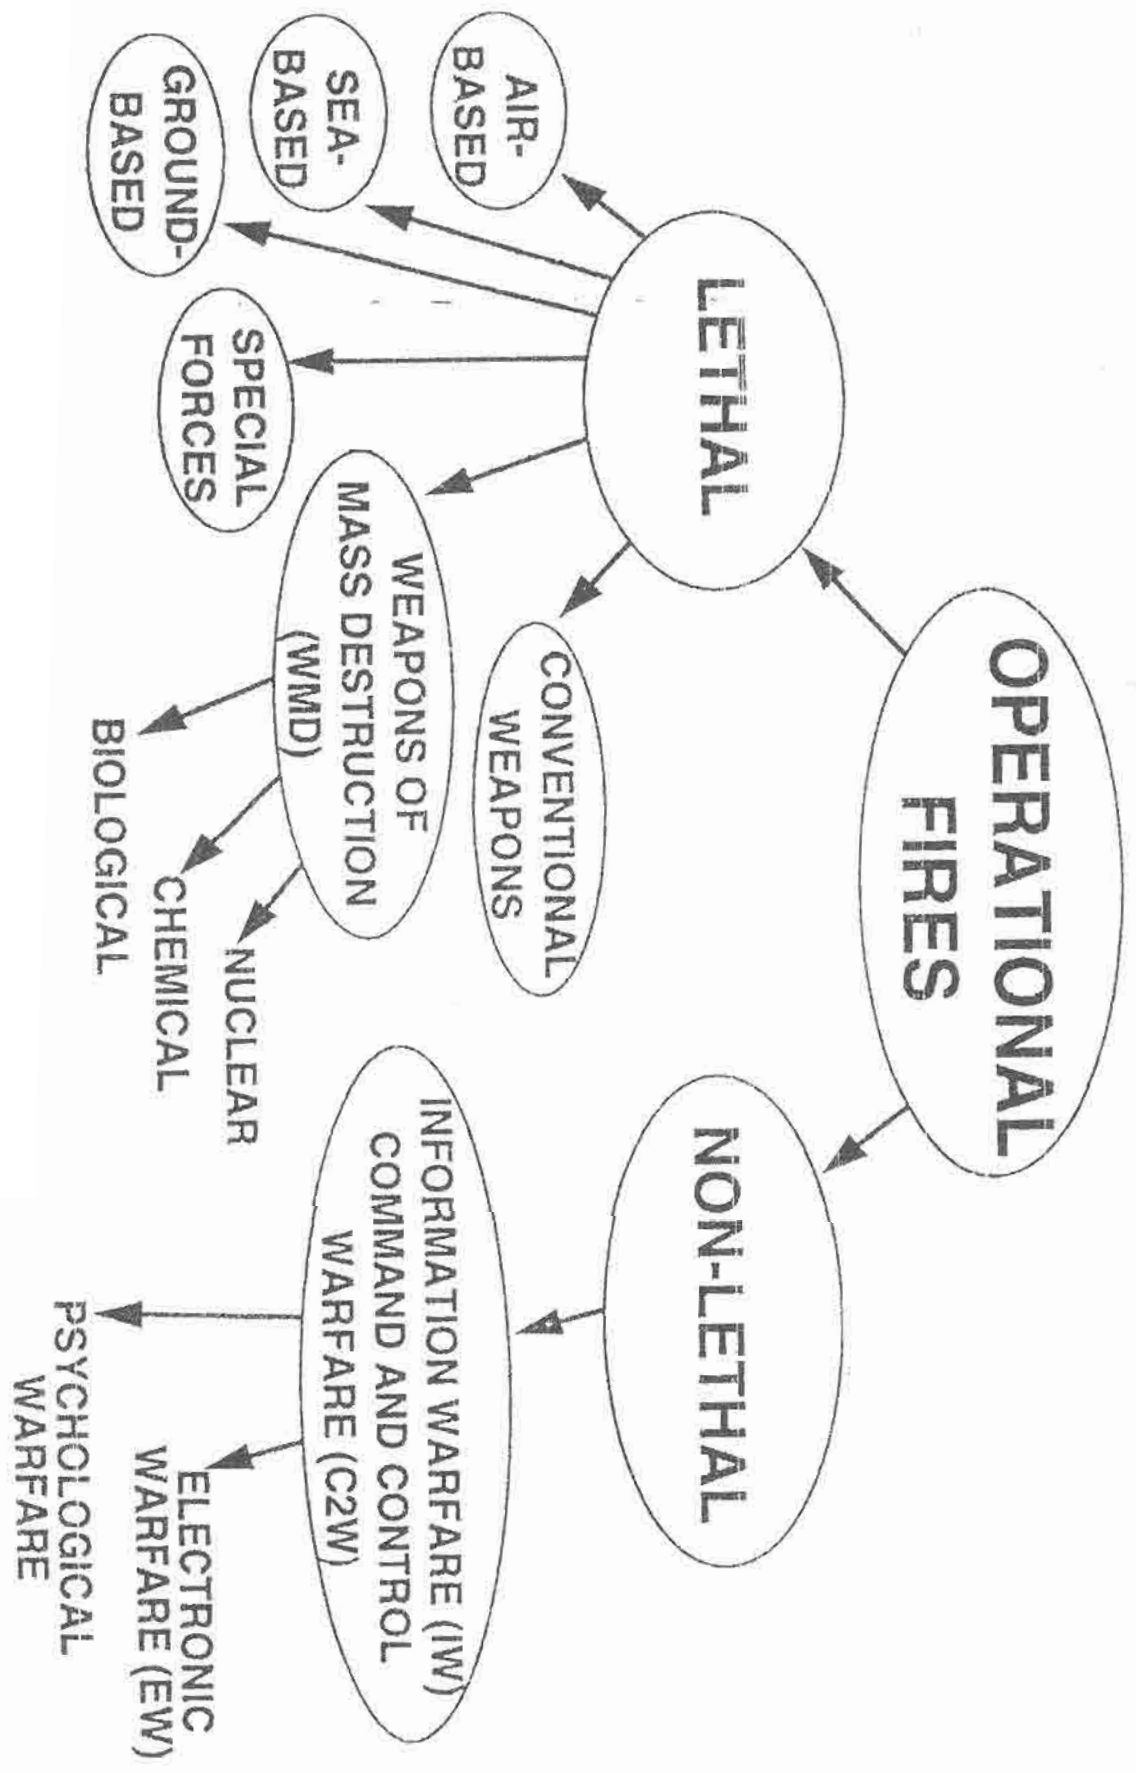 OPERATIONAL
FIRES
LETHAL
NON-LETHAL
AIR-
BASED
SEA-
BASED
GROUND-
BASED
SPECIAL
FORCES
WEAPONS OF
MASS DESTRUCTION
(WMD)
CONVENTIONAL
WEAPONS
BIOLOGICAL
CHEMICAL
NUCLEAR
INFORMATION WARFARE (IW)
COMMAND AND CONTROL
WARFARE (C2W)
PSYCHOLOGICAL
WARFARE
ELECTRONIC
WARFARE (EW)